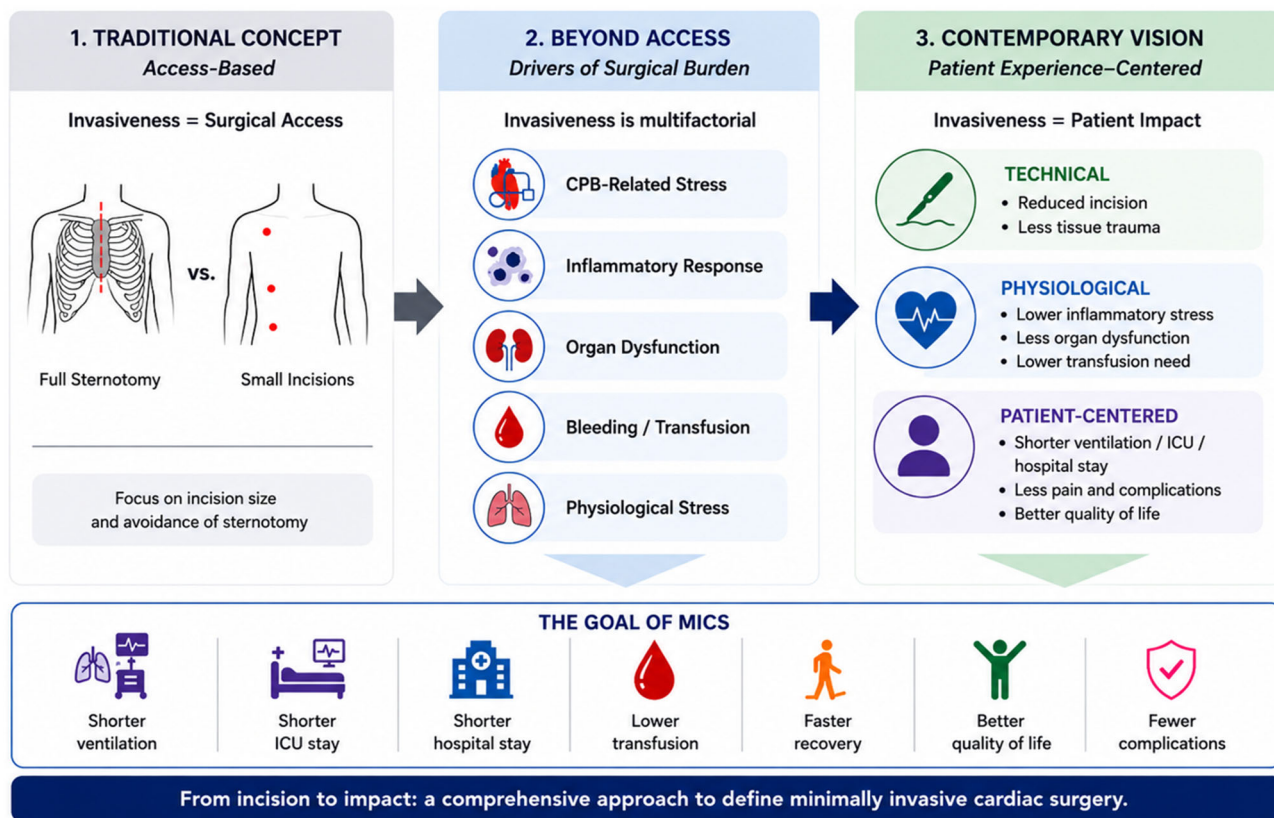 1. TRADITIONAL CONCEPT
Access-Based
Invasiveness = Surgical Access
vs.
Full Sternotomy
Small Incisions
Focus on incision size
and avoidance of sternotomy
2. BEYOND ACCESS
Drivers of Surgical Burden
Invasiveness is multifactorial
CPB-Related Stress
Inflammatory Response
Organ Dysfunction
Bleeding / Transfusion
Physiological Stress
3. CONTEMPORARY VISION
Patient Experience–Centered
Invasiveness = Patient Impact
TECHNICAL
• Reduced incision
• Less tissue trauma
PHYSIOLOGICAL
• Lower inflammatory stress
• Less organ dysfunction
• Lower transfusion need
PATIENT-CENTERED
• Shorter ventilation / ICU /
hospital stay
• Less pain and complications
• Better quality of life
THE GOAL OF MICS
Shorter
ventilation
Shorter
ICU stay
Shorter
hospital stay
Lower
transfusion
Faster
recovery
Better
quality of life
Fewer
complications
From incision to impact: a comprehensive approach to define minimally invasive cardiac surgery.